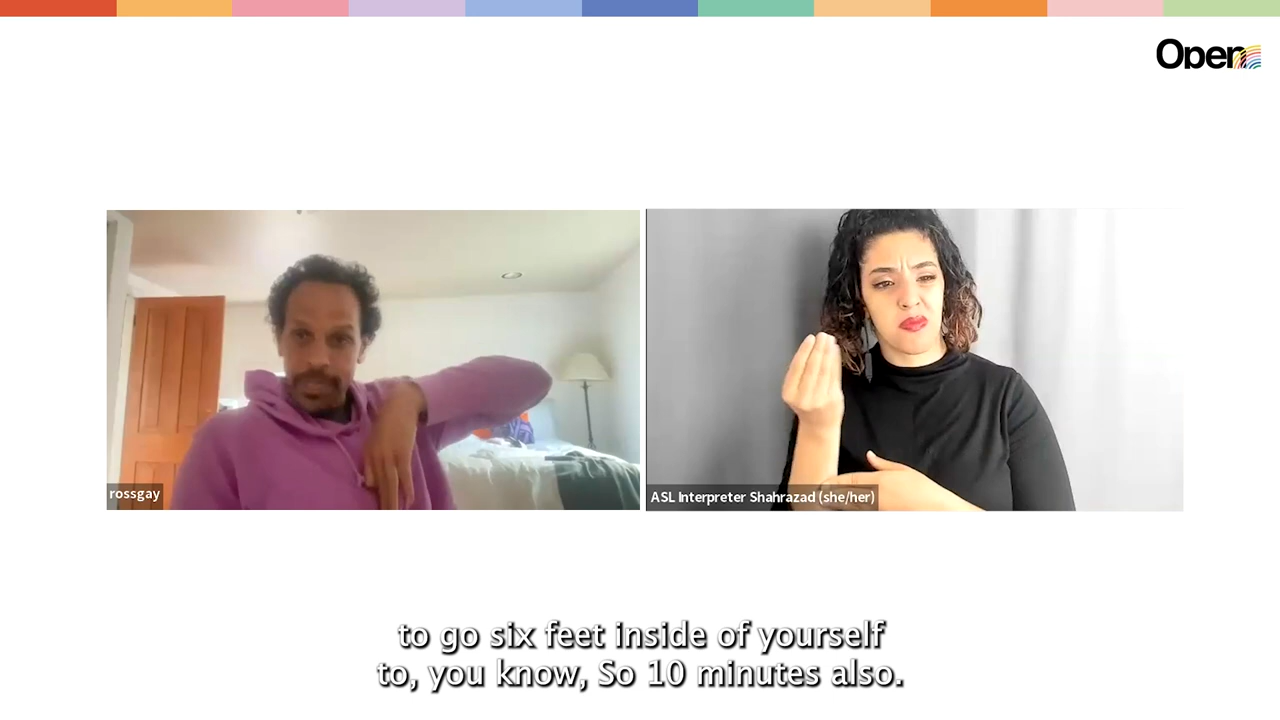 Open
rossgay
ASL Interpreter Shahrazad (she/her)
to go six feet inside of yourself
to, you know, So 10 minutes also.